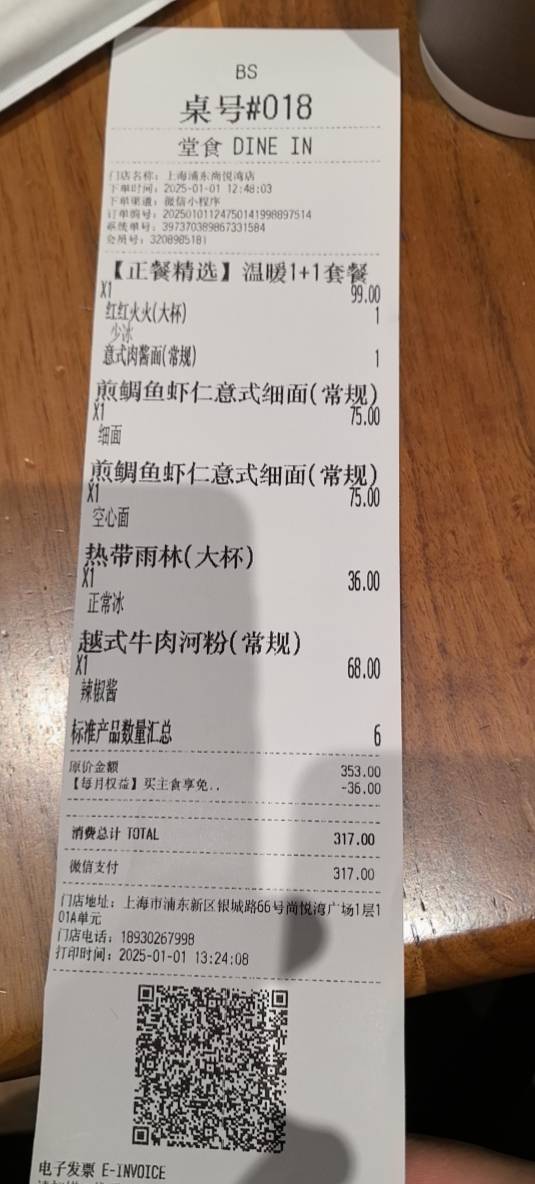 BS
桌号#018
堂食 DINE IN
门店名称：上海浦东尚悦湾店
下单时间：2025-01-01 12:48:03
下单渠道：微信小程序
订单编号：20250101124750141998897514
系统单号：397370389867331584
会员号：3208985181
【正餐精选】温暖1+1套餐
X1 99.00
红红火火(大杯) 1
少冰
意式肉酱面(常规) 1
煎鲷鱼虾仁意式细面(常规)
X1 75.00
细面
煎鲷鱼虾仁意式细面(常规)
X1 75.00
空心面
热带雨林(大杯)
X1 36.00
正常冰
越式牛肉河粉(常规)
X1 68.00
辣椒酱
标准产品数量汇总 6
原价金额 353.00
【每月权益】买主食享免.. -36.00
消费总计 TOTAL 317.00
微信支付 317.00
门店地址：上海市浦东新区银城路66号尚悦湾广场1层1
01A单元
门店电话：18930267998
打印时间：2025-01-01 13:24:08
电子发票 E-INVOICE